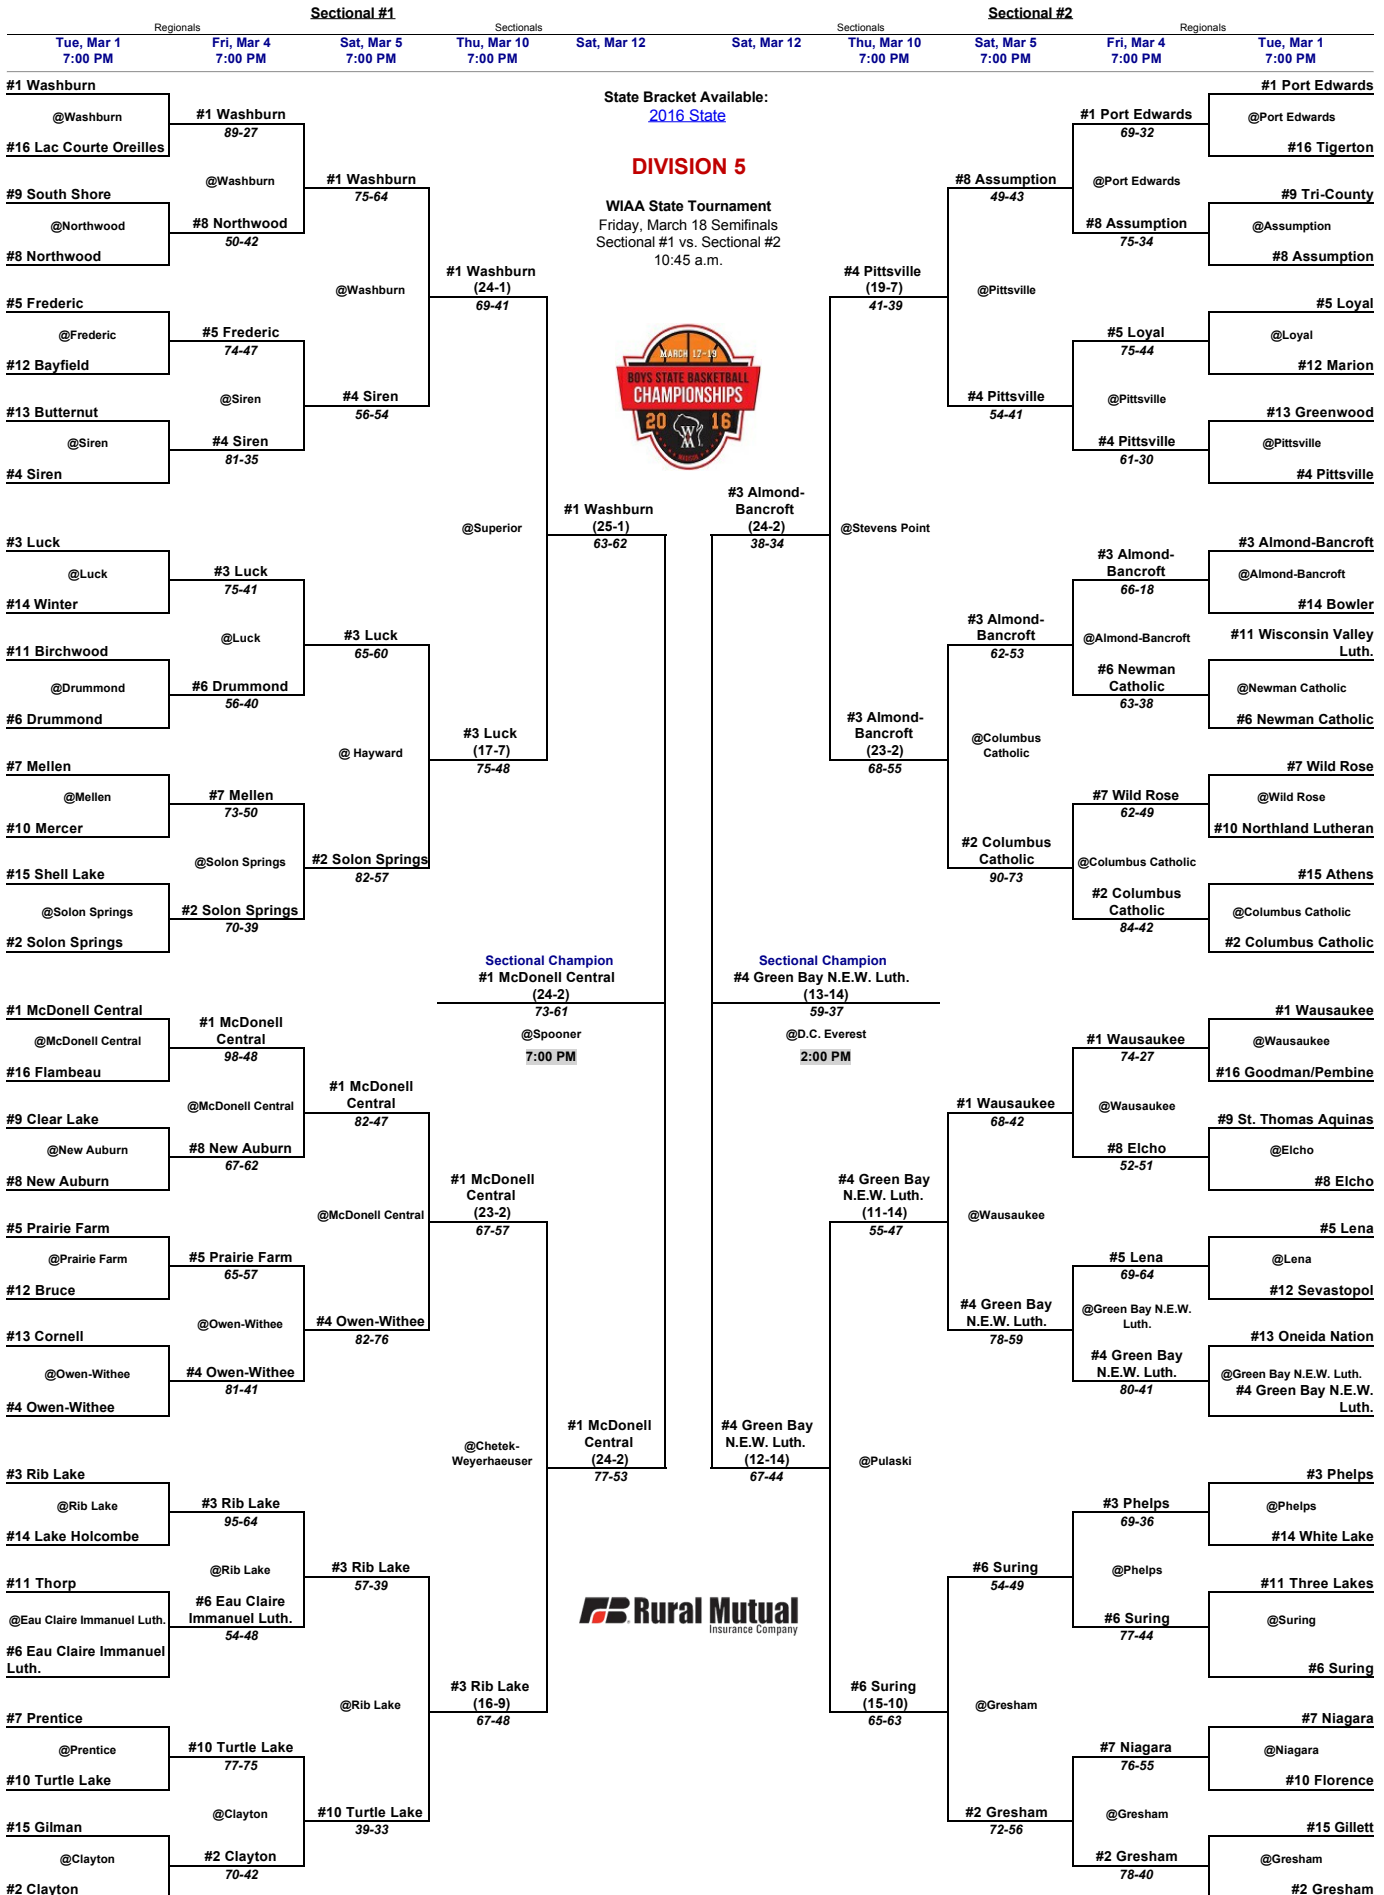 Sectional #1
Sectional #2
Regionals
Sectionals
Sectionals
Regionals
Tue, Mar 1
7:00 PM
Fri, Mar 4
7:00 PM
Sat, Mar 5
7:00 PM
Thu, Mar 10
7:00 PM
Sat, Mar 12
Sat, Mar 12
Thu, Mar 10
7:00 PM
Sat, Mar 5
7:00 PM
Fri, Mar 4
7:00 PM
Tue, Mar 1
7:00 PM
#1 Washburn
@Washburn
#16 Lac Courte Oreilles
#9 South Shore
@Northwood
#8 Northwood
#5 Frederic
@Frederic
#12 Bayfield
#13 Butternut
@Siren
#4 Siren
#3 Luck
@Luck
#14 Winter
#11 Birchwood
@Drummond
#6 Drummond
#7 Mellen
@Mellen
#10 Mercer
#15 Shell Lake
@Solon Springs
#2 Solon Springs
#1 McDonell Central
@McDonell Central
#16 Flambeau
#9 Clear Lake
@New Auburn
#8 New Auburn
#5 Prairie Farm
@Prairie Farm
#12 Bruce
#13 Cornell
@Owen-Withee
#4 Owen-Withee
#3 Rib Lake
@Rib Lake
#14 Lake Holcombe
#11 Thorp
@Eau Claire Immanuel Luth.
#6 Eau Claire Immanuel
Luth.
#7 Prentice
@Prentice
#10 Turtle Lake
#15 Gilman
@Clayton
#2 Clayton
#1 Washburn
89-27
@Washburn
#8 Northwood
50-42
#5 Frederic
74-47
@Siren
#4 Siren
81-35
#3 Luck
75-41
@Luck
#6 Drummond
56-40
#7 Mellen
73-50
@Solon Springs
#2 Solon Springs
70-39
#1 McDonell
Central
98-48
@McDonell Central
#8 New Auburn
67-62
#5 Prairie Farm
65-57
@Owen-Withee
#4 Owen-Withee
81-41
#3 Rib Lake
95-64
@Rib Lake
#6 Eau Claire
Immanuel Luth.
54-48
#10 Turtle Lake
77-75
@Clayton
#2 Clayton
70-42
#1 Washburn
75-64
@Washburn
#4 Siren
56-54
#3 Luck
65-60
@ Hayward
#2 Solon Springs
82-57
#1 McDonell
Central
82-47
@McDonell Central
#4 Owen-Withee
82-76
#3 Rib Lake
57-39
@Rib Lake
#10 Turtle Lake
39-33
#1 Washburn
(24-1)
69-41
@Superior
#3 Luck
(17-7)
75-48
#1 McDonell
Central
(23-2)
67-57
@Chetek-
Weyerhaeuser
#3 Rib Lake
(16-9)
67-48
#1 Washburn
(25-1)
63-62
Sectional Champion
#1 McDonell Central
(24-2)
73-61
@Spooner
7:00 PM
#1 McDonell
Central
(24-2)
77-53
State Bracket Available:
2016 State
DIVISION 5
WIAA State Tournament
Friday, March 18 Semifinals
Sectional #1 vs. Sectional #2
10:45 a.m.
MARCH 17-19
BOYS STATE BASKETBALL
CHAMPIONSHIPS
20 16
MADISON
Rural Mutual
Insurance Company
#3 Almond-
Bancroft
(24-2)
38-34
Sectional Champion
#4 Green Bay N.E.W. Luth.
(13-14)
59-37
@D.C. Everest
2:00 PM
#4 Green Bay
N.E.W. Luth.
(12-14)
67-44
#4 Pittsville
(19-7)
41-39
@Stevens Point
#3 Almond-
Bancroft
(23-2)
68-55
#4 Green Bay
N.E.W. Luth.
(11-14)
55-47
@Pulaski
#6 Suring
(15-10)
65-63
#8 Assumption
49-43
@Pittsville
#4 Pittsville
54-41
#3 Almond-
Bancroft
62-53
@Columbus
Catholic
#2 Columbus
Catholic
90-73
#1 Wausaukee
68-42
@Wausaukee
#4 Green Bay
N.E.W. Luth.
78-59
#6 Suring
54-49
@Gresham
#2 Gresham
72-56
#1 Port Edwards
69-32
@Port Edwards
#8 Assumption
75-34
#5 Loyal
75-44
@Pittsville
#4 Pittsville
61-30
#3 Almond-
Bancroft
66-18
@Almond-Bancroft
#6 Newman
Catholic
63-38
#7 Wild Rose
62-49
@Columbus Catholic
#2 Columbus
Catholic
84-42
#1 Wausaukee
74-27
@Wausaukee
#8 Elcho
52-51
#5 Lena
69-64
@Green Bay N.E.W.
Luth.
#4 Green Bay
N.E.W. Luth.
80-41
#3 Phelps
69-36
@Phelps
#6 Suring
77-44
#7 Niagara
76-55
@Gresham
#2 Gresham
78-40
#1 Port Edwards
@Port Edwards
#16 Tigerton
#9 Tri-County
@Assumption
#8 Assumption
#5 Loyal
@Loyal
#12 Marion
#13 Greenwood
@Pittsville
#4 Pittsville
#3 Almond-Bancroft
@Almond-Bancroft
#14 Bowler
#11 Wisconsin Valley
Luth.
@Newman Catholic
#6 Newman Catholic
#7 Wild Rose
@Wild Rose
#10 Northland Lutheran
#15 Athens
@Columbus Catholic
#2 Columbus Catholic
#1 Wausaukee
@Wausaukee
#16 Goodman/Pembine
#9 St. Thomas Aquinas
@Elcho
#8 Elcho
#5 Lena
@Lena
#12 Sevastopol
#13 Oneida Nation
@Green Bay N.E.W. Luth.
#4 Green Bay N.E.W.
Luth.
#3 Phelps
@Phelps
#14 White Lake
#11 Three Lakes
@Suring
#6 Suring
#7 Niagara
@Niagara
#10 Florence
#15 Gillett
@Gresham
#2 Gresham